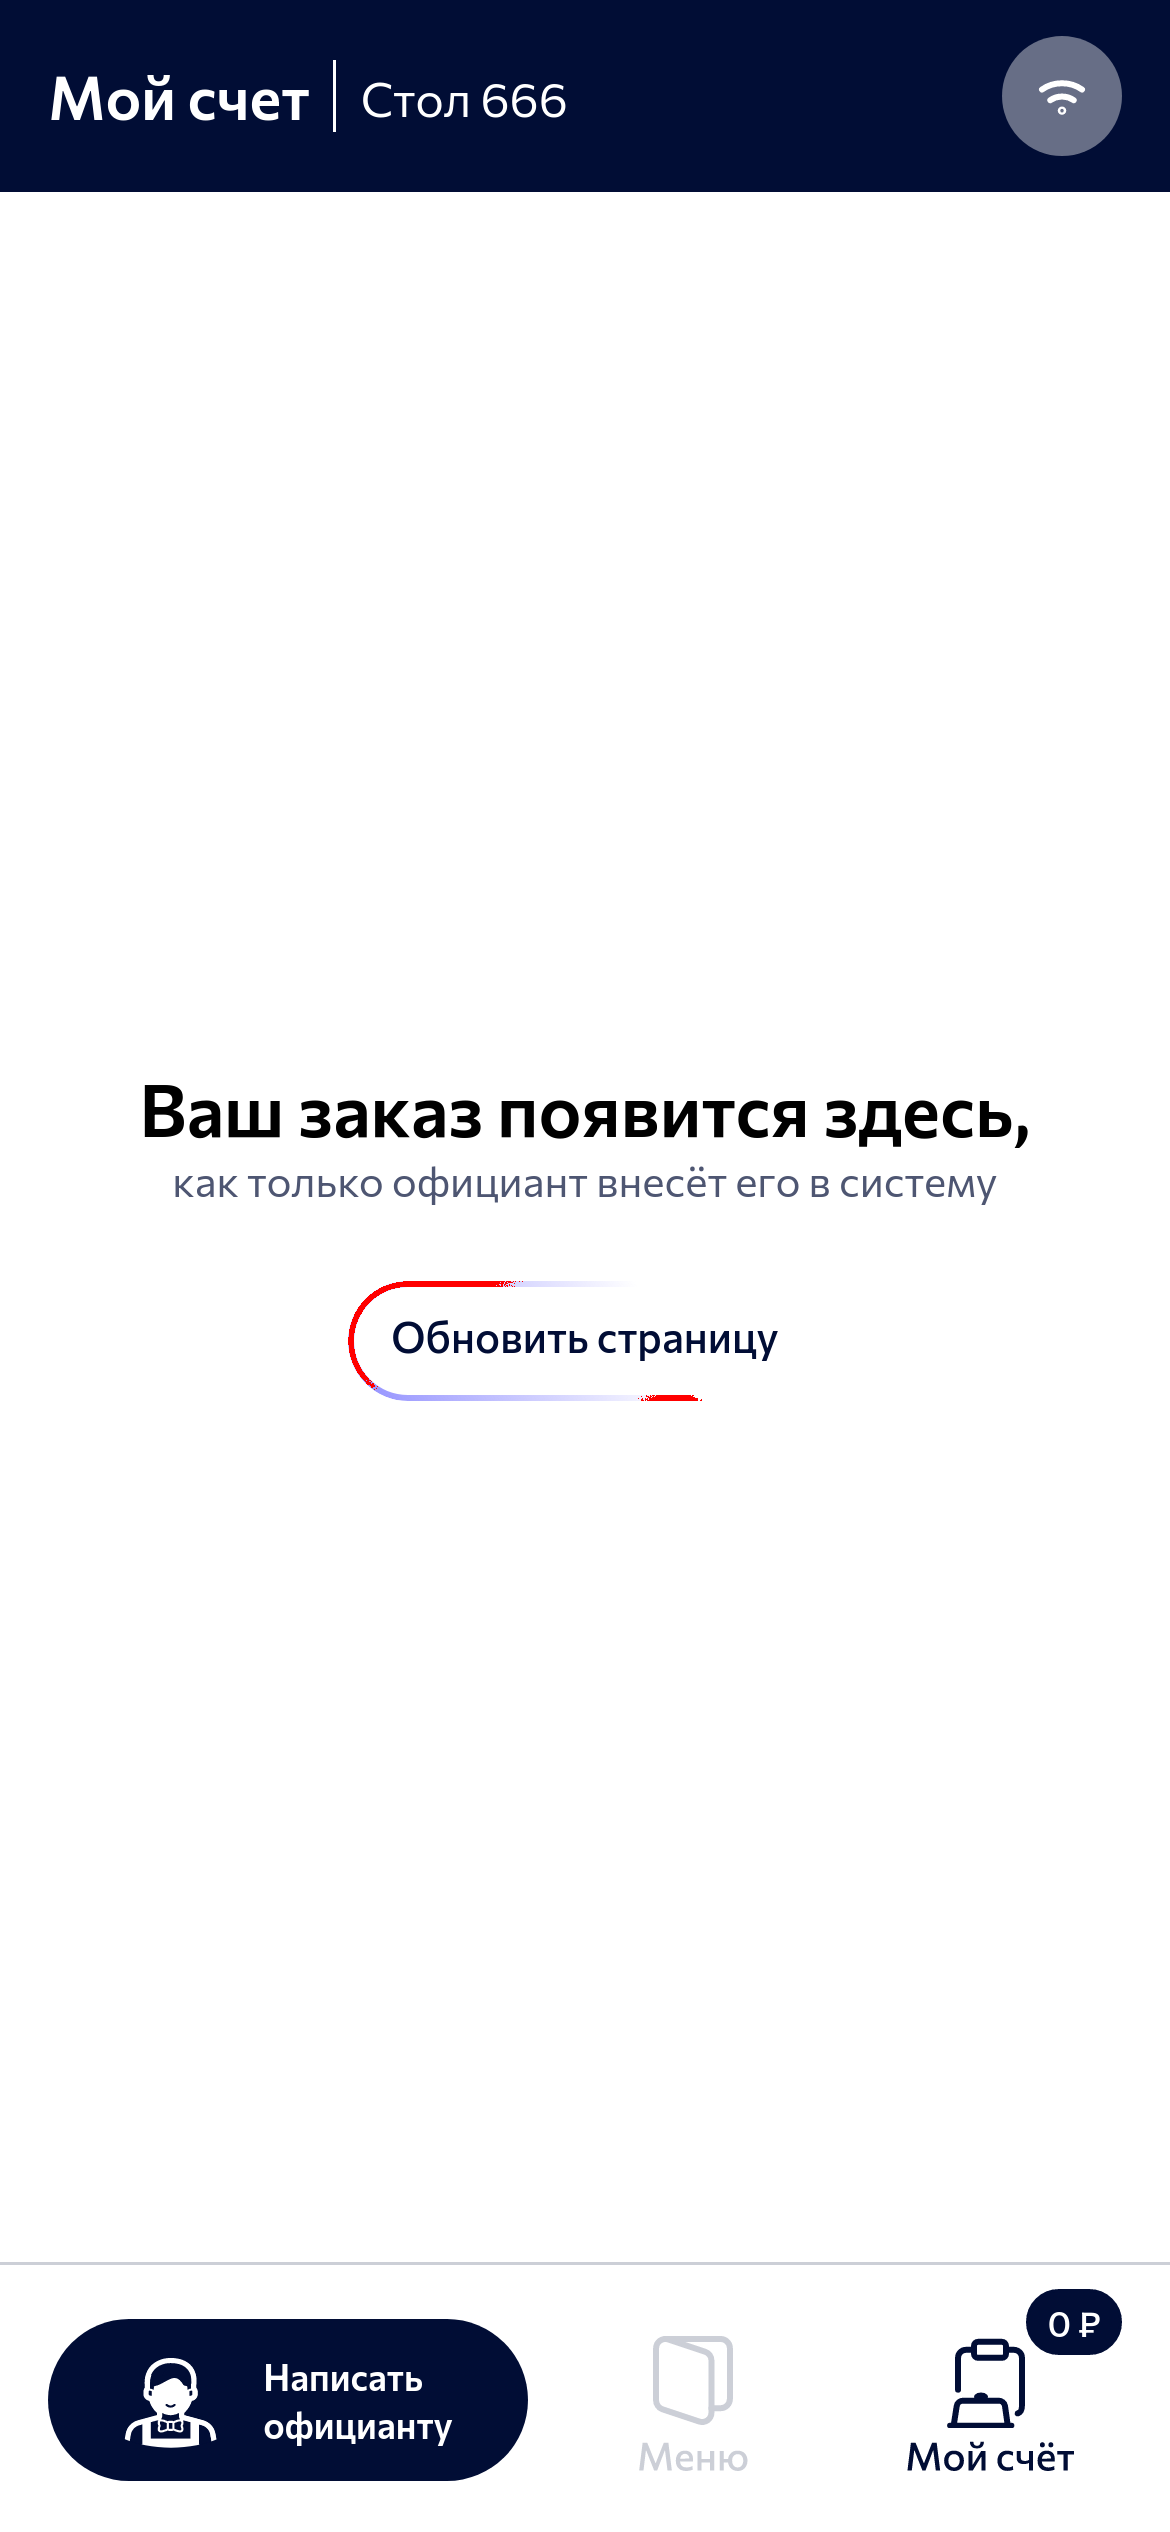 Мой счет
Стол 666
Ваш заказ появится здесь,
как только официант внесёт его в систему
Обновить страницу
0 ₽
Написать
официанту
Меню
Мой счёт